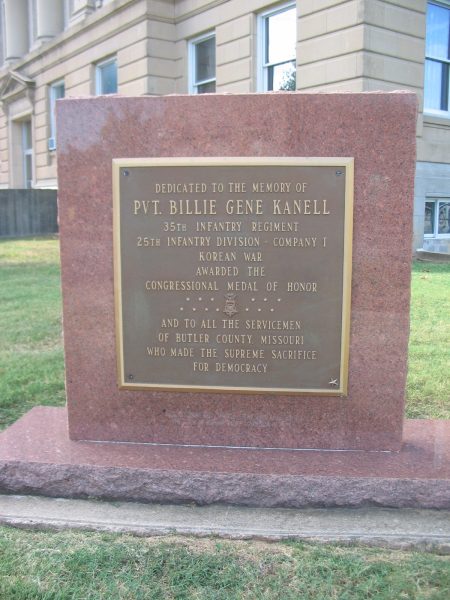 DEDICATED TO THE MEMORY OF
PVT. BILLIE GENE KANELL
35TH INFANTRY REGIMENT
25TH INFANTRY DIVISION - COMPANY I
KOREAN WAR
AWARDED THE
CONGRESSIONAL MEDAL OF HONOR
AND TO ALL THE SERVICEMEN
OF BUTLER COUNTY, MISSOURI
WHO MADE THE SUPREME SACRIFICE
FOR DEMOCRACY